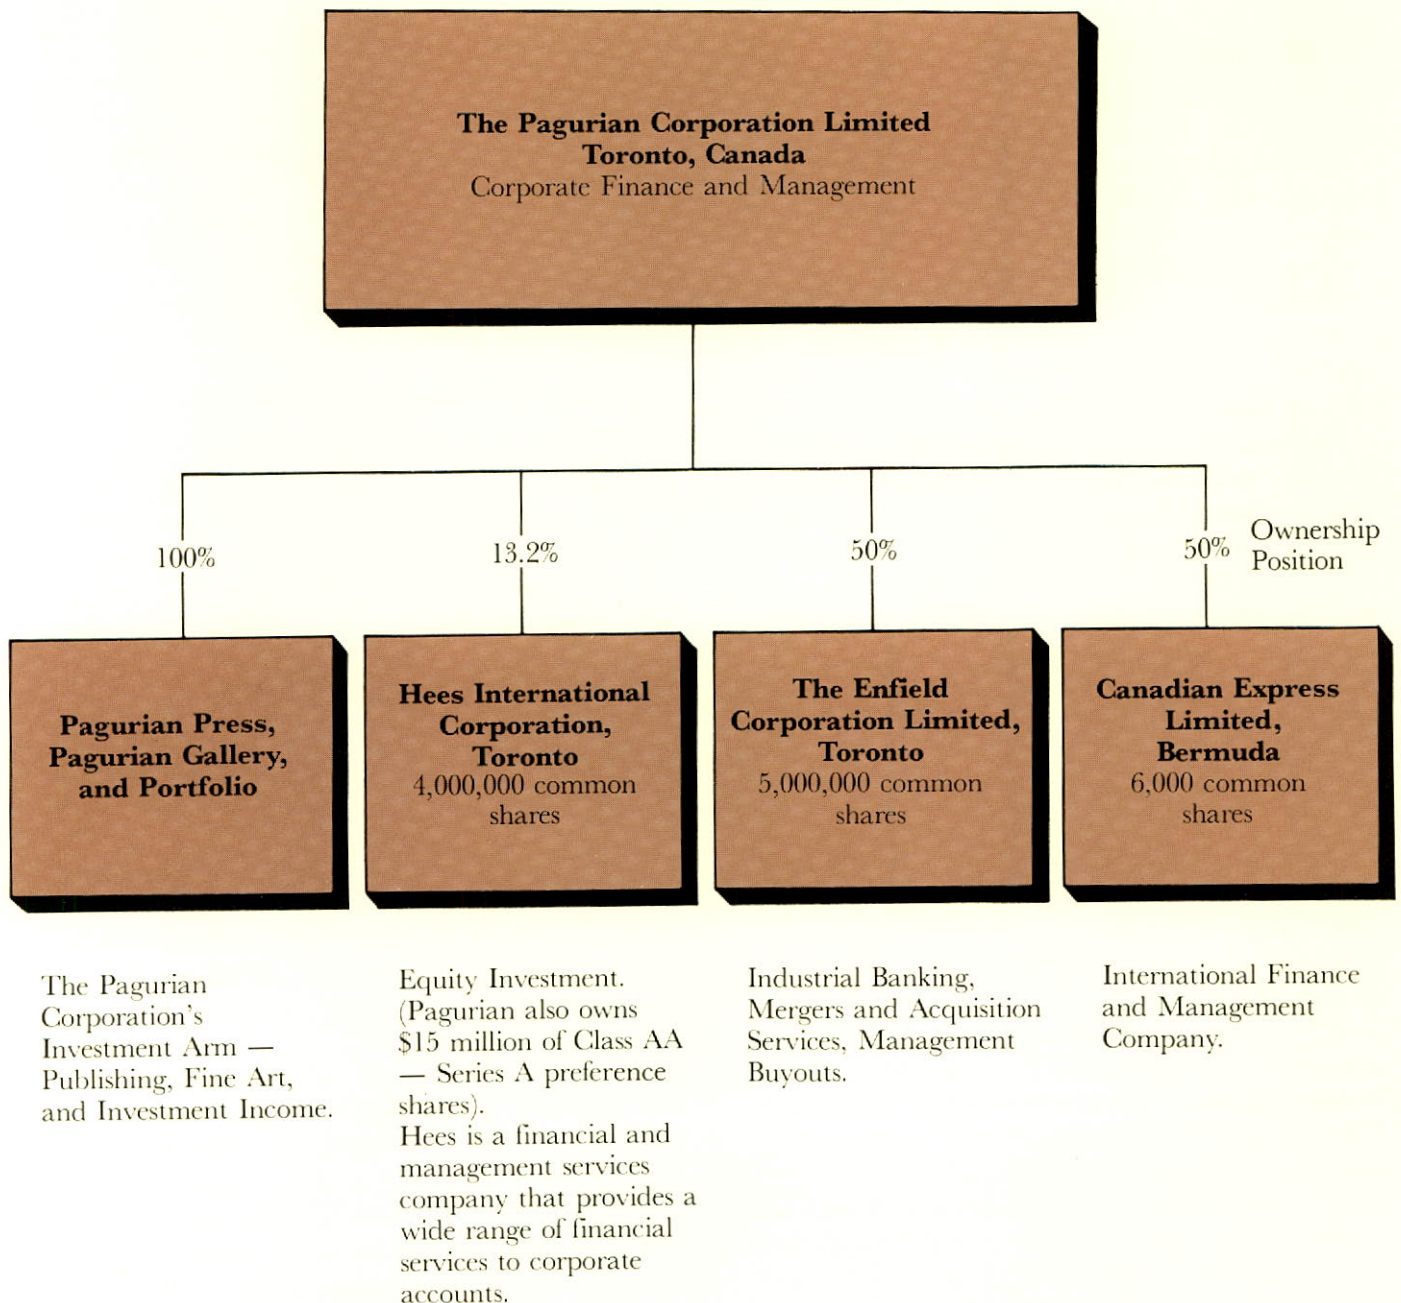 The Pagurian Corporation Limited
Toronto, Canada
Corporate Finance and Management
100%
13.2%
50%
50%
Ownership
Position
Pagurian Press,
Pagurian Gallery,
and Portfolio
Hees International
Corporation,
Toronto
4,000,000 common
shares
The Enfield
Corporation Limited,
Toronto
5,000,000 common
shares
Canadian Express
Limited,
Bermuda
6,000 common
shares
The Pagurian
Corporation's
Investment Arm —
Publishing, Fine Art,
and Investment Income.
Equity Investment.
(Pagurian also owns
$15 million of Class AA
— Series A preference
shares).
Hees is a financial and
management services
company that provides a
wide range of financial
services to corporate
accounts.
Industrial Banking,
Mergers and Acquisition
Services, Management
Buyouts.
International Finance
and Management
Company.